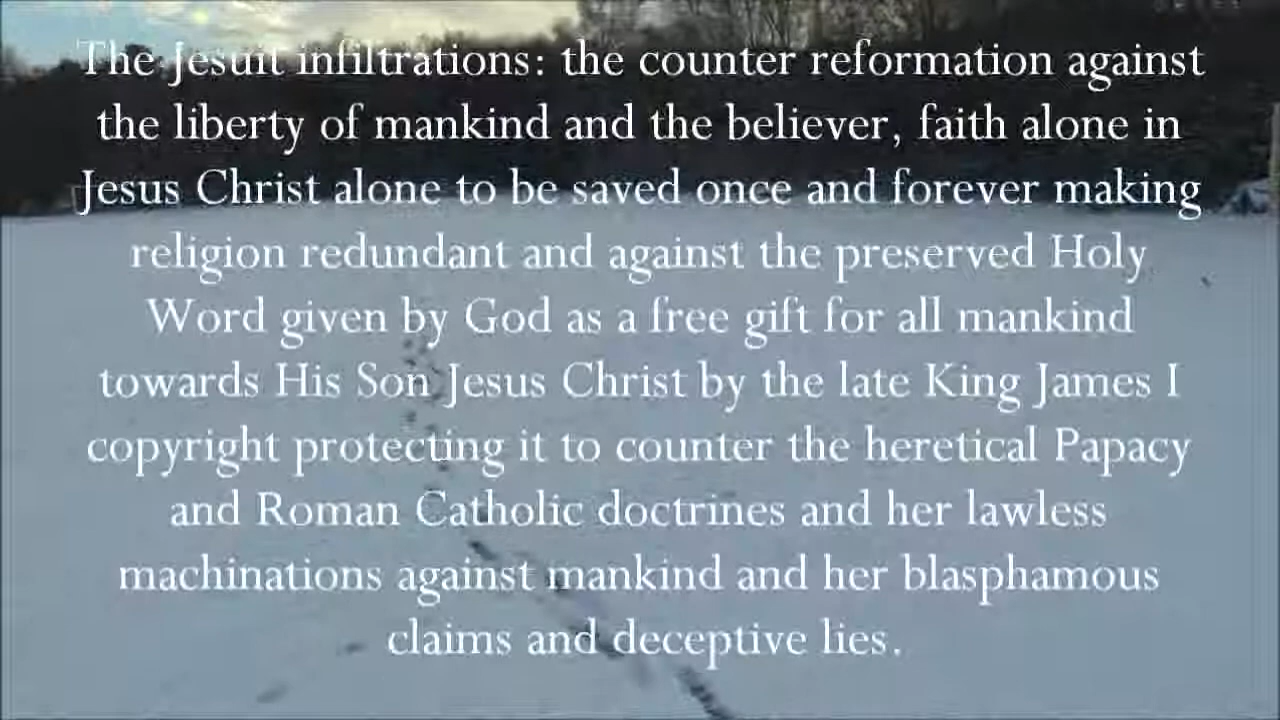 The Jesuit infiltrations: the counter reformation against
the liberty of mankind and the believer, faith alone in
Jesus Christ alone to be saved once and forever making
religion redundant and against the preserved Holy
Word given by God as a free gift for all mankind
towards His Son Jesus Christ by the late King James I
copyright protecting it to counter the heretical Papacy
and Roman Catholic doctrines and her lawless
machinations against mankind and her blasphamous
claims and deceptive lies.